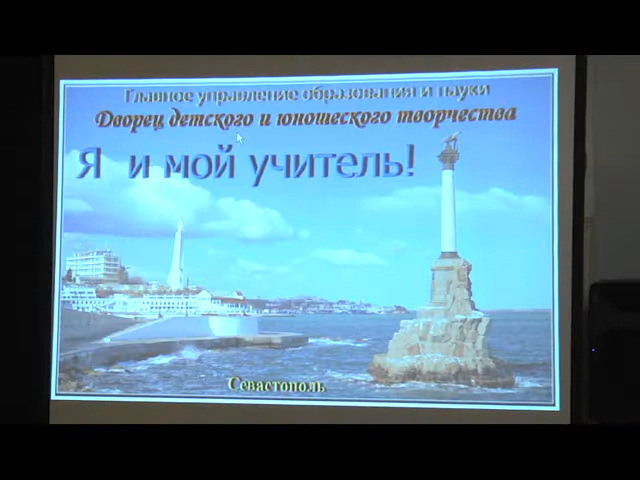 Главное управление образования и науки
Дворец детского и юношеского творчества
Я и мой учитель!
Севастополь